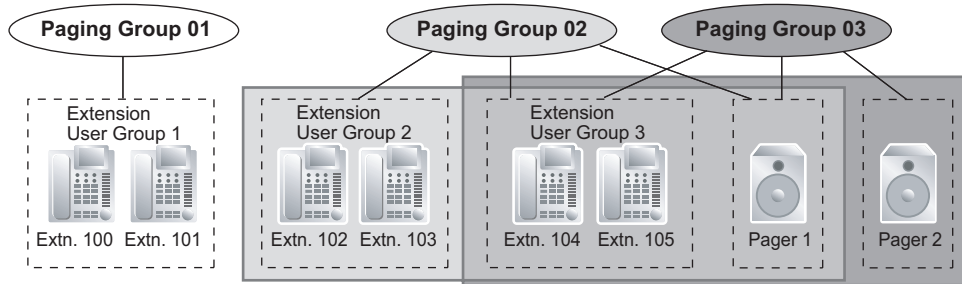 Paging Group 01
Paging Group 02
Paging Group 03
Extension
User Group 1
Extension
User Group 2
Extension
User Group 3
Extn. 100
Extn. 101
Extn. 102
Extn. 103
Extn. 104
Extn. 105
Pager 1
Pager 2